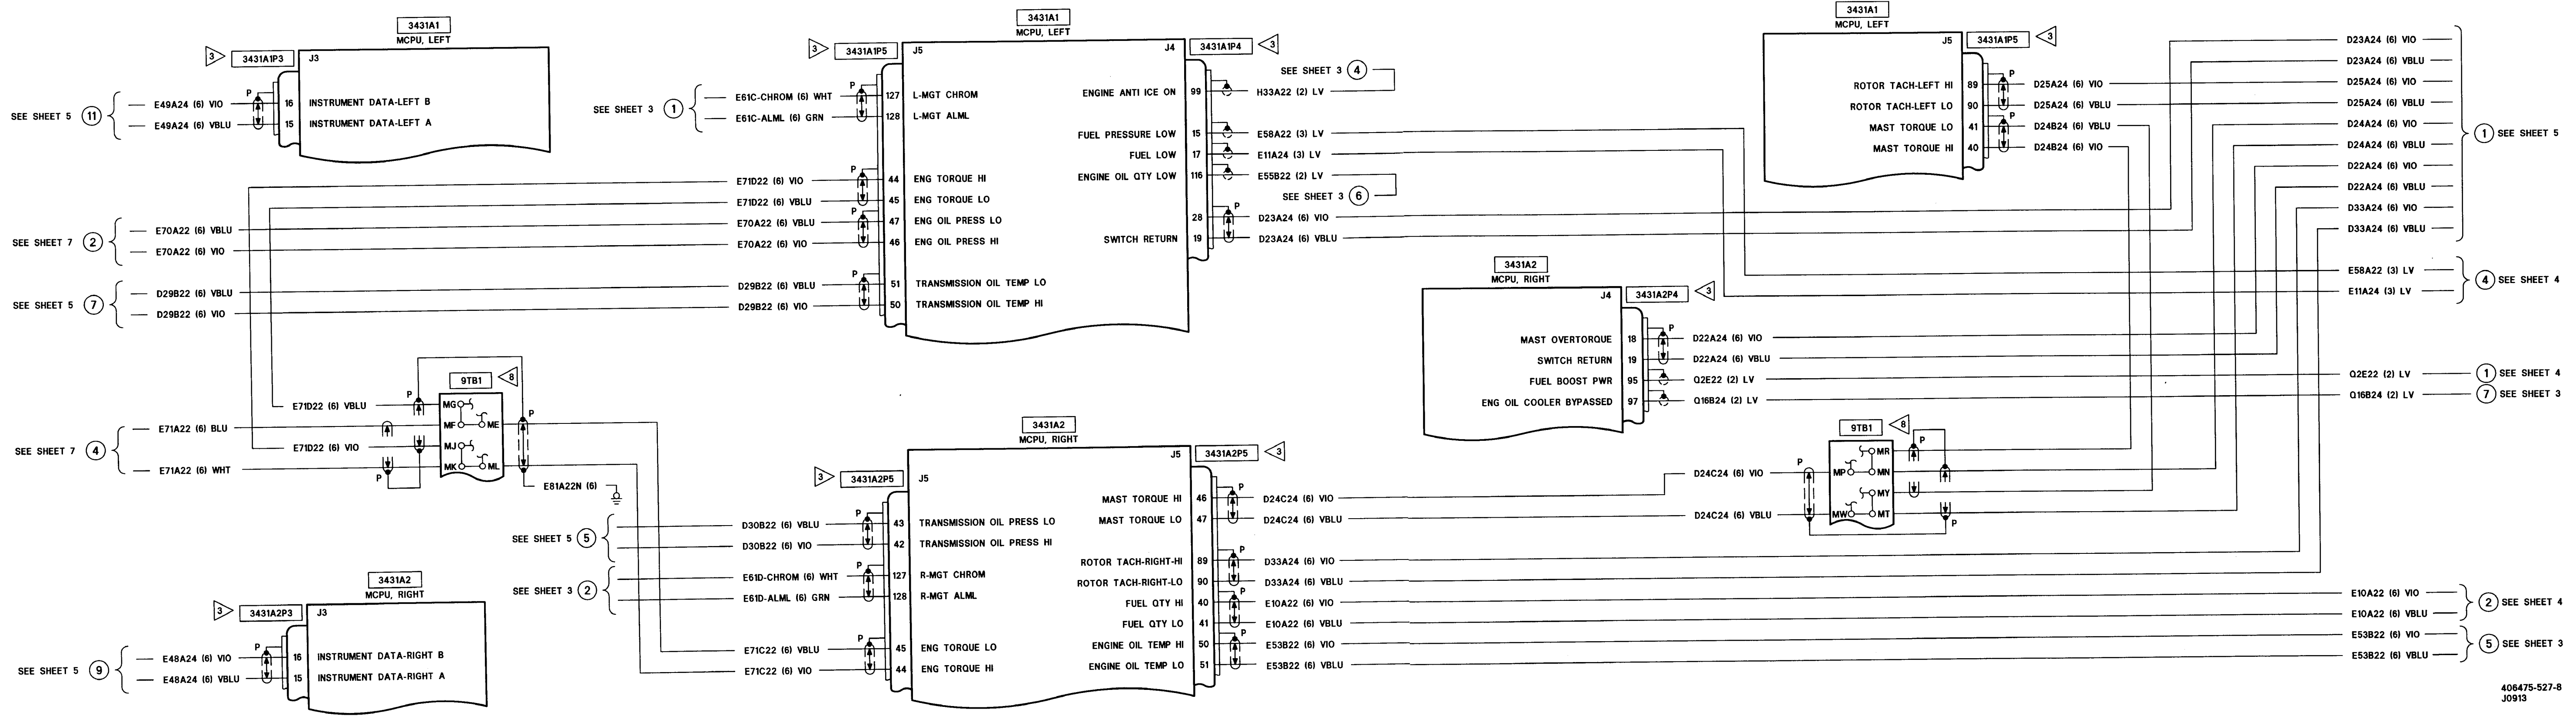 3431A1
MCPU, LEFT
3
3431A1P3
J3
SEE SHEET 5 11
E49A24 (6) VIO
P
16 INSTRUMENT DATA-LEFT B
E49A24 (6) VBLU
15 INSTRUMENT DATA-LEFT A
3431A1
MCPU, LEFT
3
3431A1P5
J5
J4
3431A1P4
3
SEE SHEET 3 1
E61C-CHROM (6) WHT
P
127 L-MGT CHROM
E61C-ALML (6) GRN
128 L-MGT ALML
E71D22 (6) VIO
P
44 ENG TORQUE HI
E71D22 (6) VBLU
45 ENG TORQUE LO
SEE SHEET 7 2
E70A22 (6) VBLU
E70A22 (6) VBLU
P
47 ENG OIL PRESS LO
E70A22 (6) VIO
E70A22 (6) VIO
46 ENG OIL PRESS HI
SEE SHEET 5 7
D29B22 (6) VBLU
D29B22 (6) VBLU
P
51 TRANSMISSION OIL TEMP LO
D29B22 (6) VIO
D29B22 (6) VIO
50 TRANSMISSION OIL TEMP HI
SEE SHEET 3 4
ENGINE ANTI ICE ON 99
P
H33A22 (2) LV
FUEL PRESSURE LOW 15
P
E58A22 (3) LV
FUEL LOW 17
P
E11A24 (3) LV
ENGINE OIL QTY LOW 116
P
E55B22 (2) LV
SEE SHEET 3 6
28
P
D23A24 (6) VIO
SWITCH RETURN 19
D23A24 (6) VBLU
3431A1
MCPU, LEFT
J5
3431A1P5
3
ROTOR TACH-LEFT HI 89
P
D25A24 (6) VIO
ROTOR TACH-LEFT LO 90
D25A24 (6) VBLU
MAST TORQUE LO 41
P
D24B24 (6) VBLU
MAST TORQUE HI 40
D24B24 (6) VIO
D23A24 (6) VIO
D23A24 (6) VBLU
D25A24 (6) VIO
D25A24 (6) VBLU
D24A24 (6) VIO
D24A24 (6) VBLU
D22A24 (6) VIO
D22A24 (6) VBLU
D33A24 (6) VIO
D33A24 (6) VBLU
1 SEE SHEET 5
E58A22 (3) LV
E11A24 (3) LV
4 SEE SHEET 4
3431A2
MCPU, RIGHT
J4
3431A2P4
3
MAST OVERTORQUE 18
P
D22A24 (6) VIO
SWITCH RETURN 19
D22A24 (6) VBLU
FUEL BOOST PWR 95
P
Q2E22 (2) LV
Q2E22 (2) LV
1 SEE SHEET 4
ENG OIL COOLER BYPASSED 97
P
Q16B24 (2) LV
Q16B24 (2) LV
7 SEE SHEET 3
9TB1
8
E71D22 (6) VBLU
P
MG
SEE SHEET 7 4
E71A22 (6) BLU
MF
ME
P
E71D22 (6) VIO
MJ
E71A22 (6) WHT
P
MK
ML
E81A22N (6)
3431A2
MCPU, RIGHT
3
3431A2P5
J5
J5
3431A2P5
3
SEE SHEET 5 5
D30B22 (6) VBLU
P
43 TRANSMISSION OIL PRESS LO
D30B22 (6) VIO
42 TRANSMISSION OIL PRESS HI
SEE SHEET 3 2
E61D-CHROM (6) WHT
P
127 R-MGT CHROM
E61D-ALML (6) GRN
128 R-MGT ALML
E71C22 (6) VBLU
P
45 ENG TORQUE LO
E71C22 (6) VIO
44 ENG TORQUE HI
MAST TORQUE HI 46
P
D24C24 (6) VIO
MAST TORQUE LO 47
D24C24 (6) VBLU
ROTOR TACH-RIGHT-HI 89
P
D33A24 (6) VIO
ROTOR TACH-RIGHT-LO 90
D33A24 (6) VBLU
FUEL QTY HI 40
P
E10A22 (6) VIO
FUEL QTY LO 41
E10A22 (6) VBLU
ENGINE OIL TEMP HI 50
P
E53B22 (6) VIO
ENGINE OIL TEMP LO 51
E53B22 (6) VBLU
9TB1
8
D24C24 (6) VIO
P
MP
MR
P
MN
MY
D24C24 (6) VBLU
MW
MT
P
E10A22 (6) VIO
E10A22 (6) VBLU
2 SEE SHEET 4
E53B22 (6) VIO
E53B22 (6) VBLU
5 SEE SHEET 3
3431A2
MCPU, RIGHT
3
3431A2P3
J3
SEE SHEET 5 9
E48A24 (6) VIO
P
16 INSTRUMENT DATA-RIGHT B
E48A24 (6) VBLU
15 INSTRUMENT DATA-RIGHT A
406475-527-8
J0913